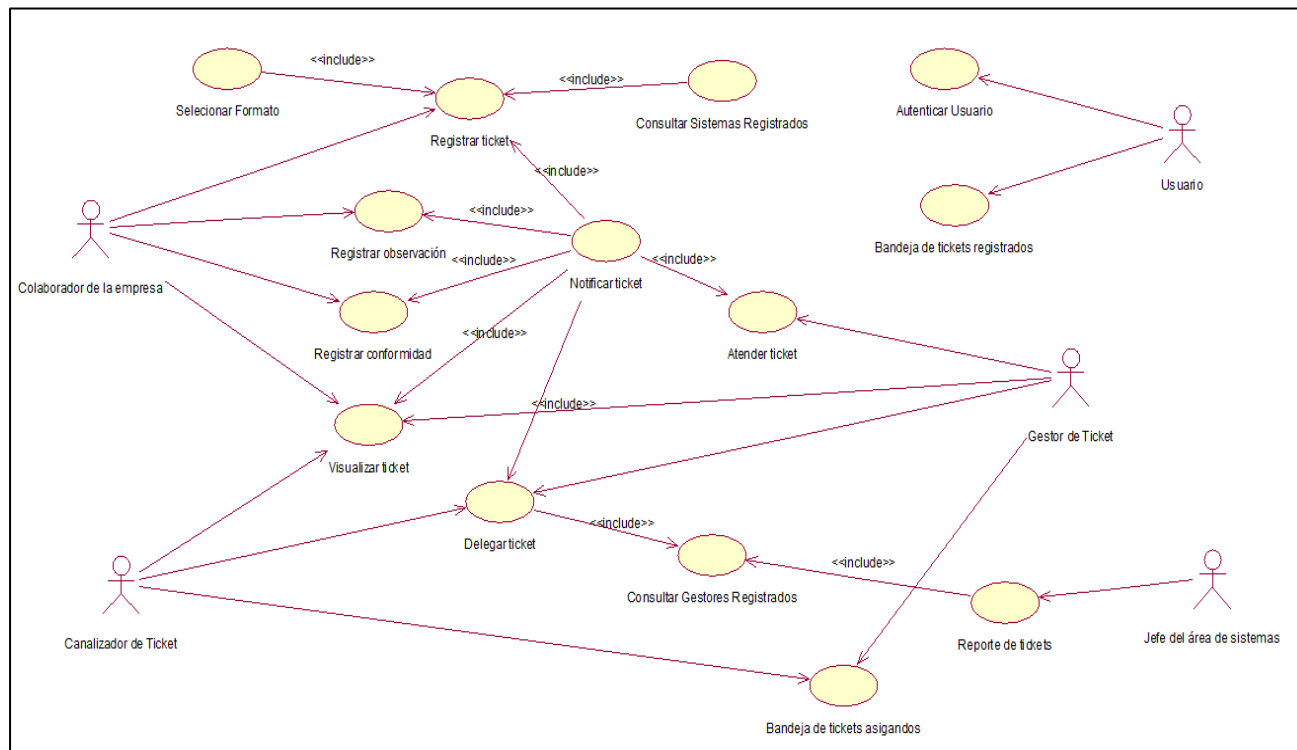 <<include>>
<<include>>
Selecionar Formato
Consultar Sistemas Registrados
Autenticar Usuario
Registrar ticket
<<include>>
Usuario
<<include>>
Bandeja de tickets registrados
Registrar observación
<<include>>
<<include>>
Colaborador de la empresa
Notificar ticket
<<include>>
Registrar conformidad
Atender ticket
<<include>>
Gestor de Ticket
Visualizar ticket
<<include>>
Delegar ticket
<<include>>
Consultar Gestores Registrados
Canalizador de Ticket
Reporte de tickets
Jefe del área de sistemas
Bandeja de tickets asigandos